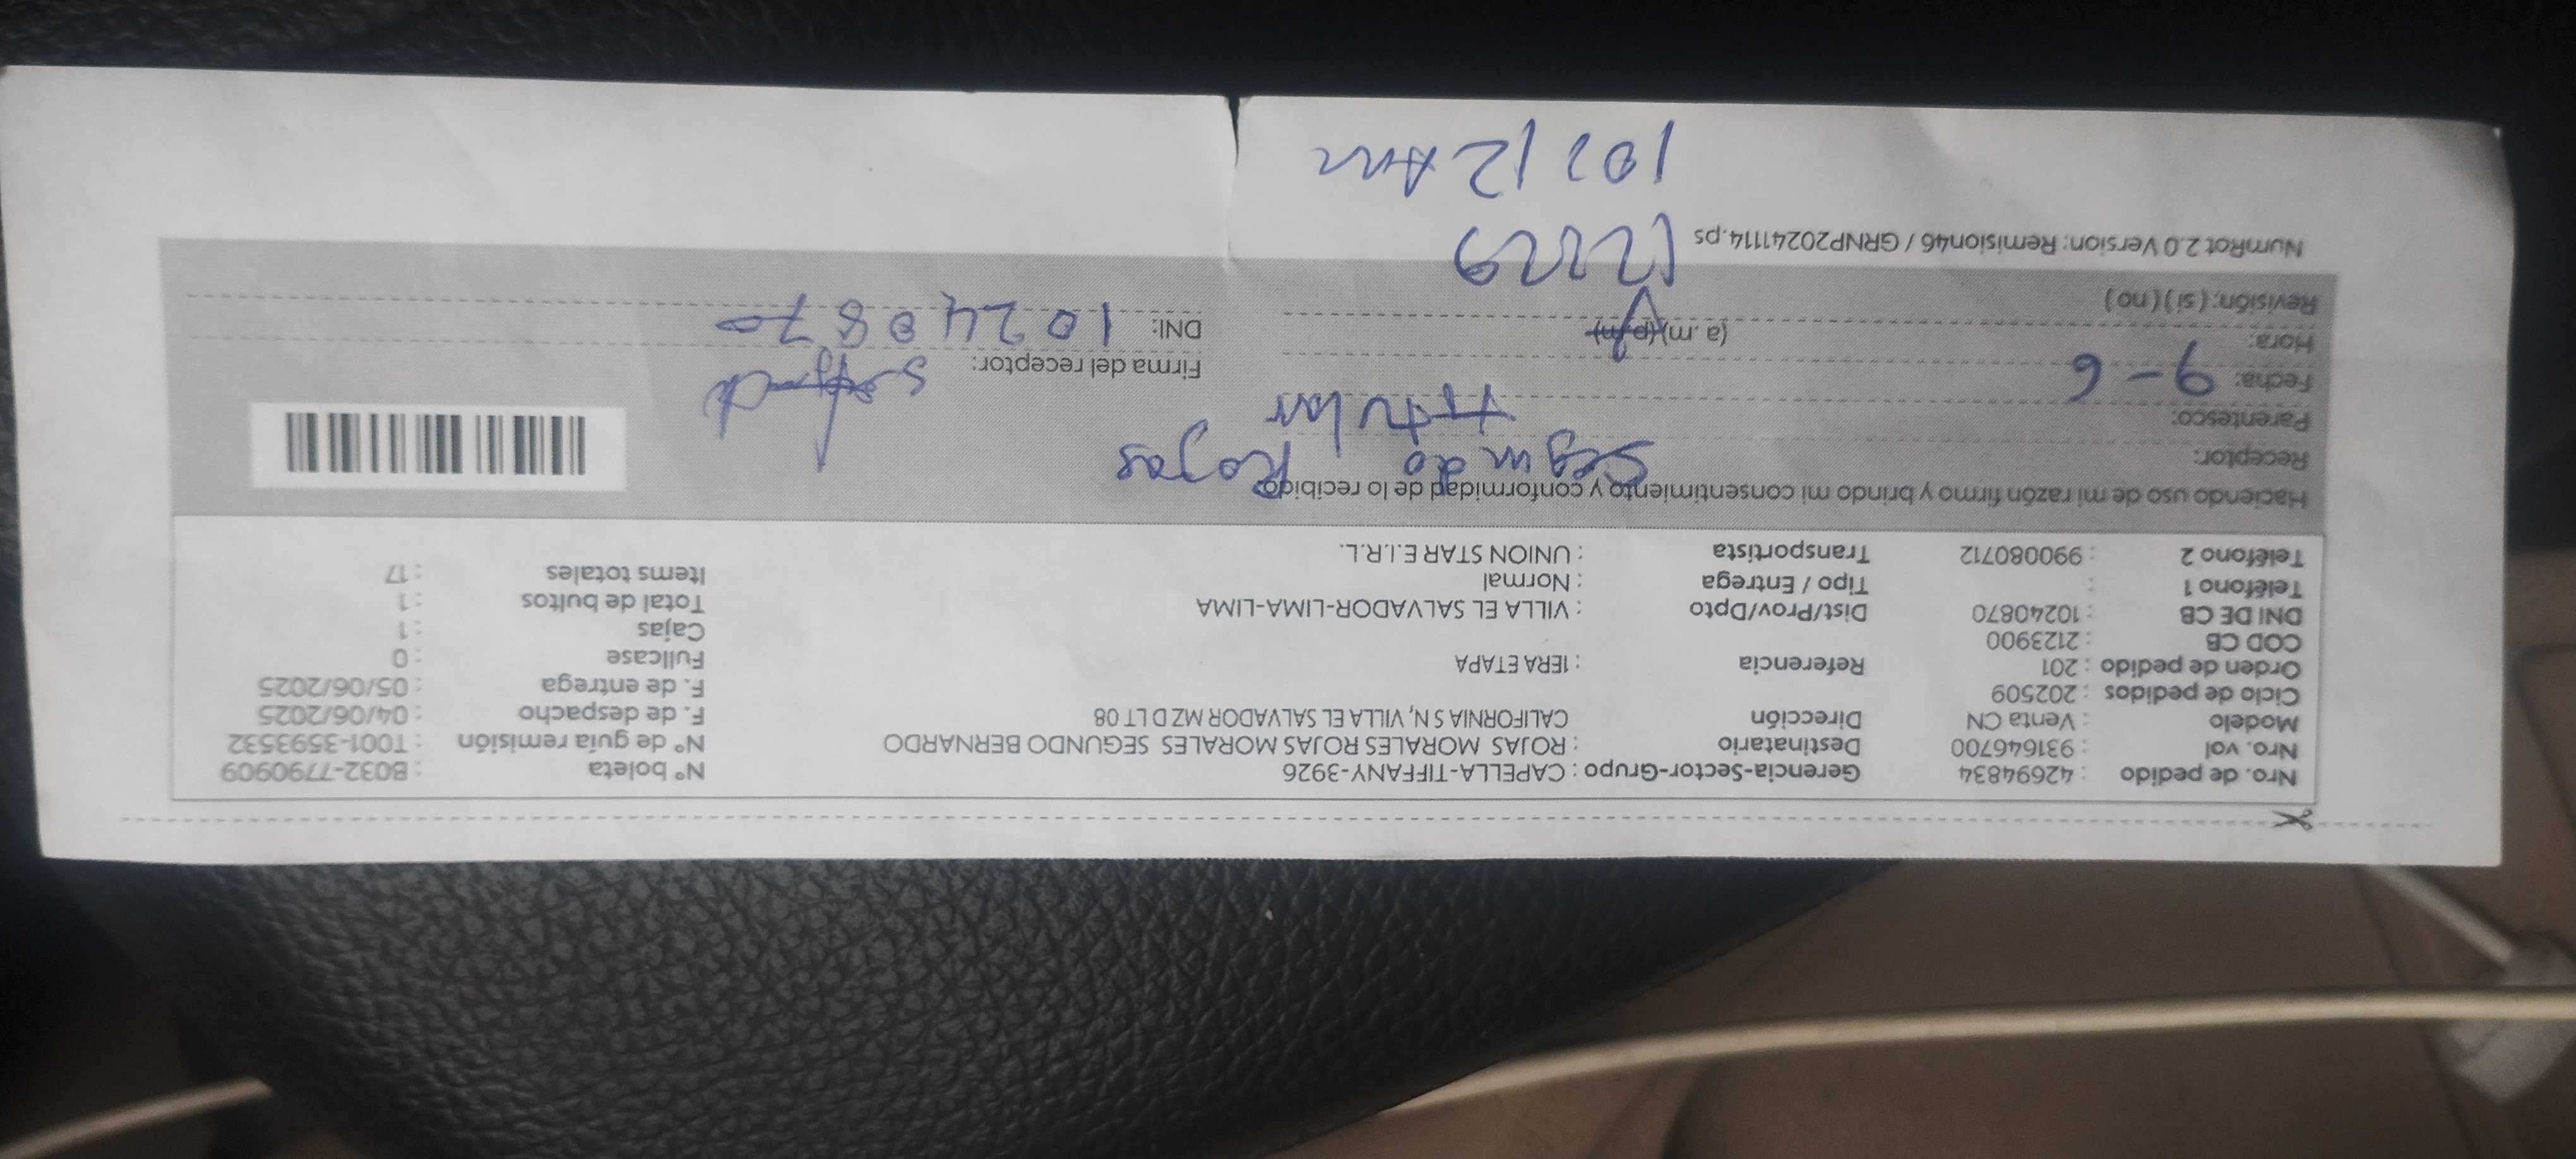 Nro. de pedido : 42694834 Gerencia-Sector-Grupo : CAPELLA-TIFFANY-3926 N° boleta : B032-7790909
Nro. vol : 931646700 Destinatario : ROJAS MORALES ROJAS MORALES SEGUNDO BERNARDO N° de guía remisión : T001-3593532
Modelo : Venta CN Dirección CALIFORNIA S N, VILLA EL SALVADOR MZ D LT 08 F. de despacho : 04/06/2025
Ciclo de pedidos : 202509 F. de entrega : 05/06/2025
Orden de pedido : 201 Referencia : 1ERA ETAPA Fullcase : 0
COD CB : 2123900 Cajas : 1
DNI DE CB : 10240870 Dist/Prov/Dpto : VILLA EL SALVADOR-LIMA-LIMA Total de bultos : 1
Teléfono 1 : Tipo / Entrega : Normal Items totales : 17
Teléfono 2 : 990080712 Transportista : UNION STAR E.I.R.L.
Haciendo uso de mi razón firmo y brindo mi consentimiento y conformidad de lo recibido
Receptor: Segundo Rojas
Parentesco: titular
Fecha: 9-6 Firma del receptor:
Hora: (a.m)(p.m) DNI: 10240870
Revisión: (si) (no)
NumRot 2.0 Version: Remision46 / GRNP20241114.ps